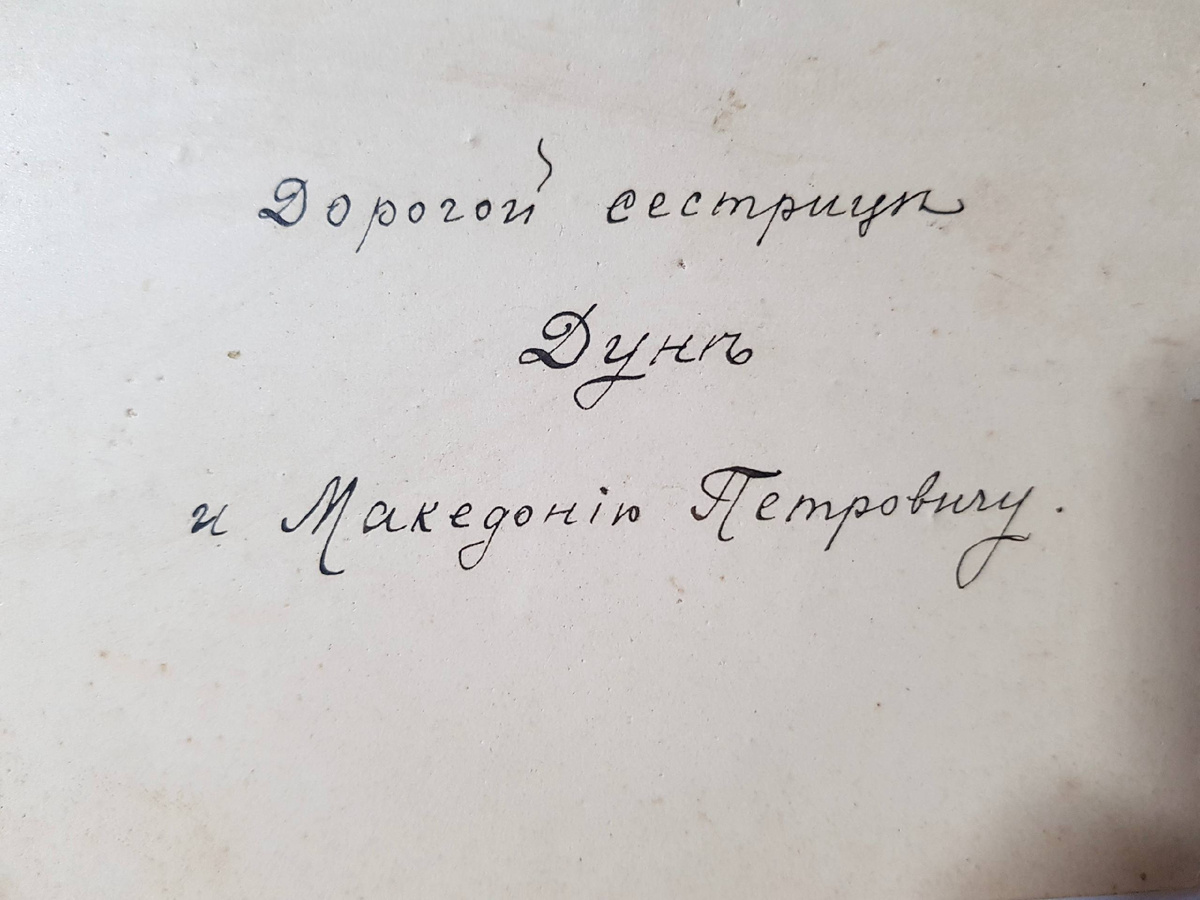 Дорогой сестрицѣ
Дунѣ
и Македонію Петровичу.